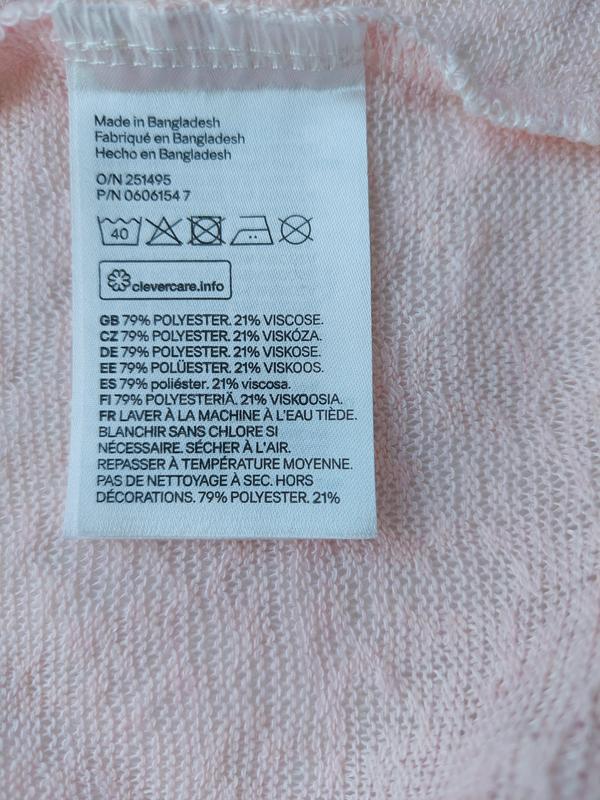 Made in Bangladesh
Fabriqué en Bangladesh
Hecho en Bangladesh
O/N 251495
P/N 0606154 7
40
clevercare.info
GB 79% POLYESTER. 21% VISCOSE.
CZ 79% POLYESTER. 21% VISKÓZA.
DE 79% POLYESTER. 21% VISKOSE.
EE 79% POLÜESTER. 21% VISKOOS.
ES 79% poliéster. 21% viscosa.
FI 79% POLYESTERIÄ. 21% VISKOOSIA.
FR LAVER À LA MACHINE À L'EAU TIÈDE.
BLANCHIR SANS CHLORE SI
NÉCESSAIRE. SÉCHER À L'AIR.
REPASSER À TEMPÉRATURE MOYENNE.
PAS DE NETTOYAGE À SEC. HORS
DÉCORATIONS. 79% POLYESTER. 21%